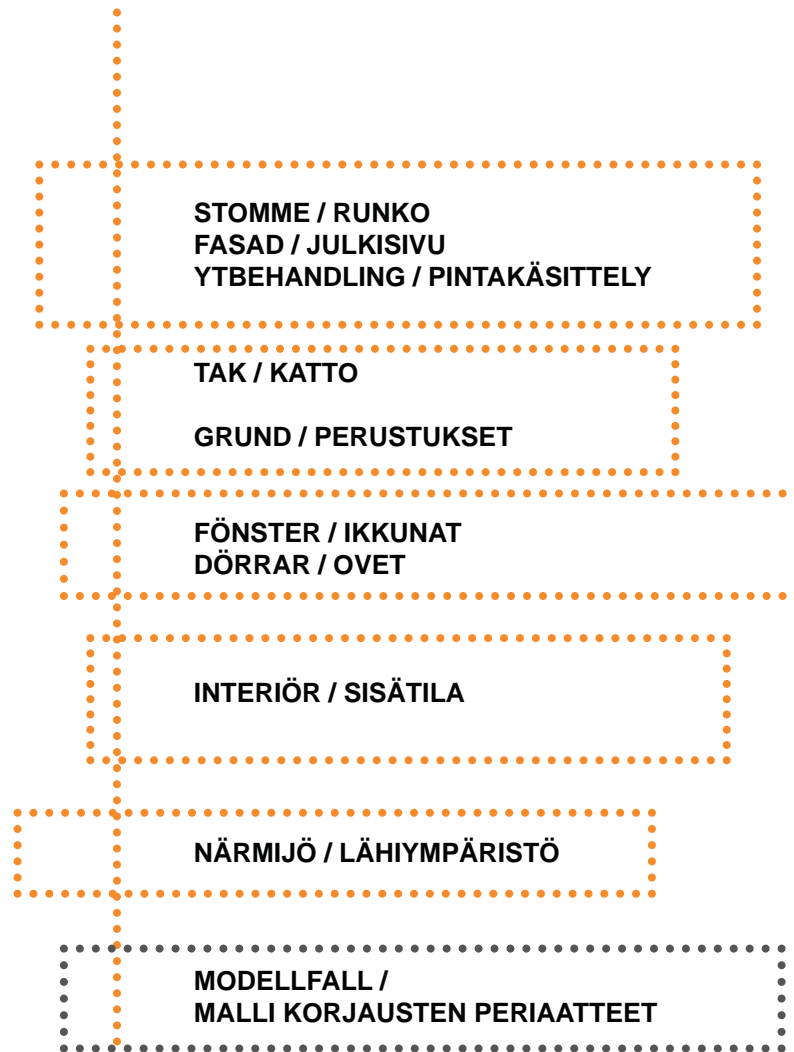 STOMME / RUNKO
FASAD / JULKISIVU
YTBEHANDLING / PINTAKÄSITTELY
TAK / KATTO
GRUND / PERUSTUKSET
FÖNSTER / IKKUNAT
DÖRRAR / OVET
INTERIÖR / SISÄTILA
NÄRMIJÖ / LÄHIYMPÄRISTÖ
MODELLFALL /
MALLI KORJAUSTEN PERIAATTEET